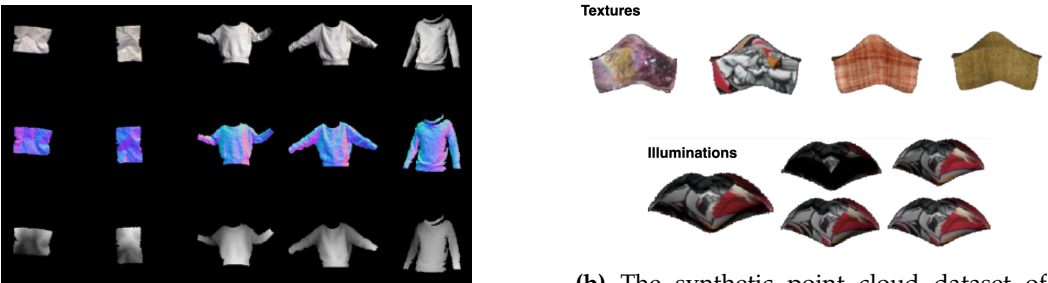 Textures
Illuminations
(b) The synthetic point cloud dataset of